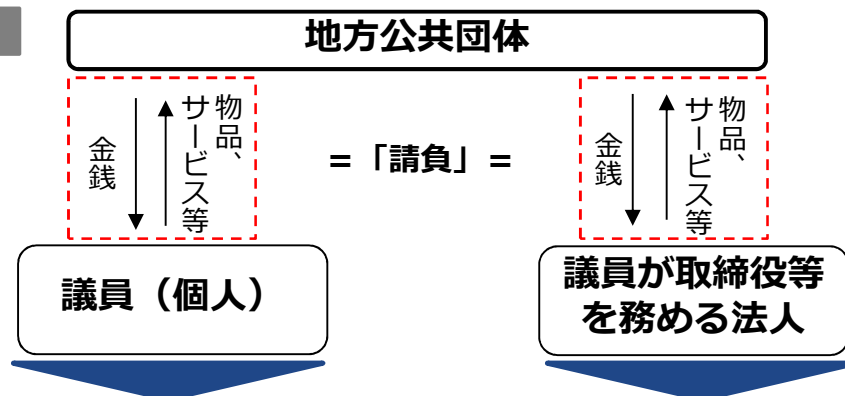 地方公共団体
金銭
物品、
サービス等
=「請負」=
金銭
物品、
サービス等
議員（個人）
議員が取締役等
を務める法人